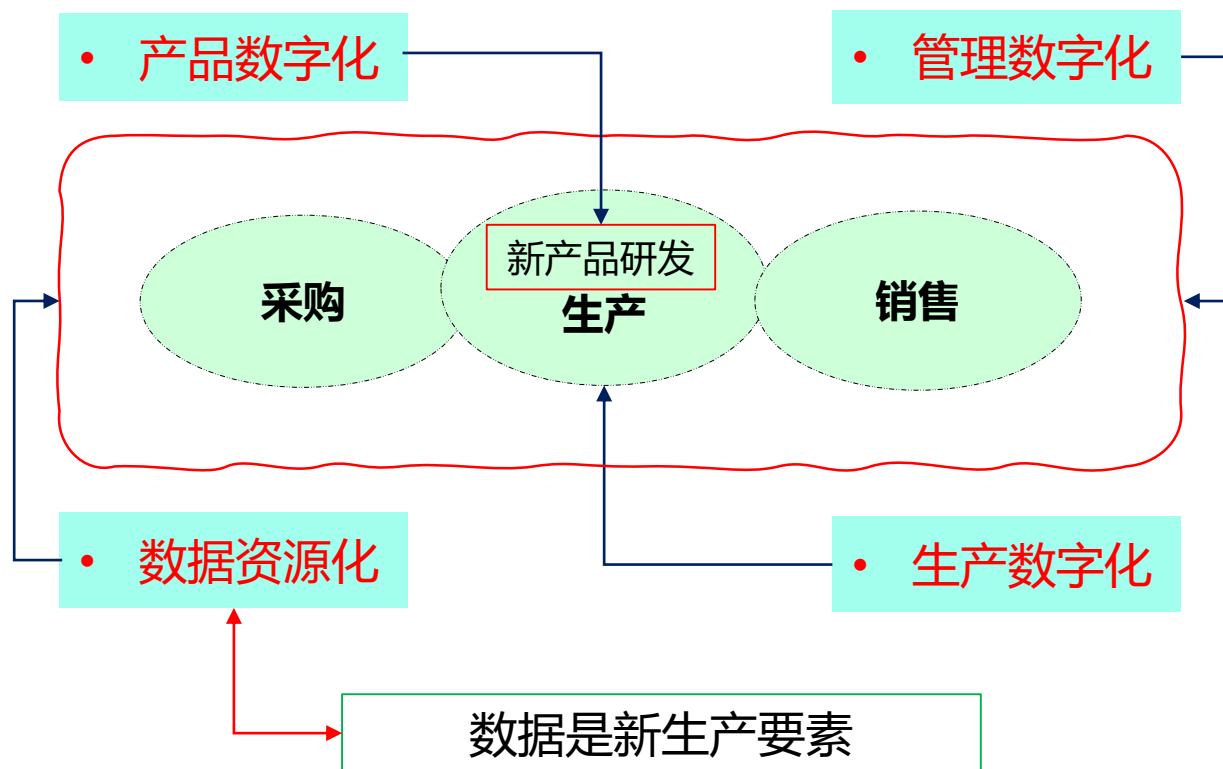 • 产品数字化
• 管理数字化
新产品研发
采购
生产
销售
• 数据资源化
• 生产数字化
数据是新生产要素